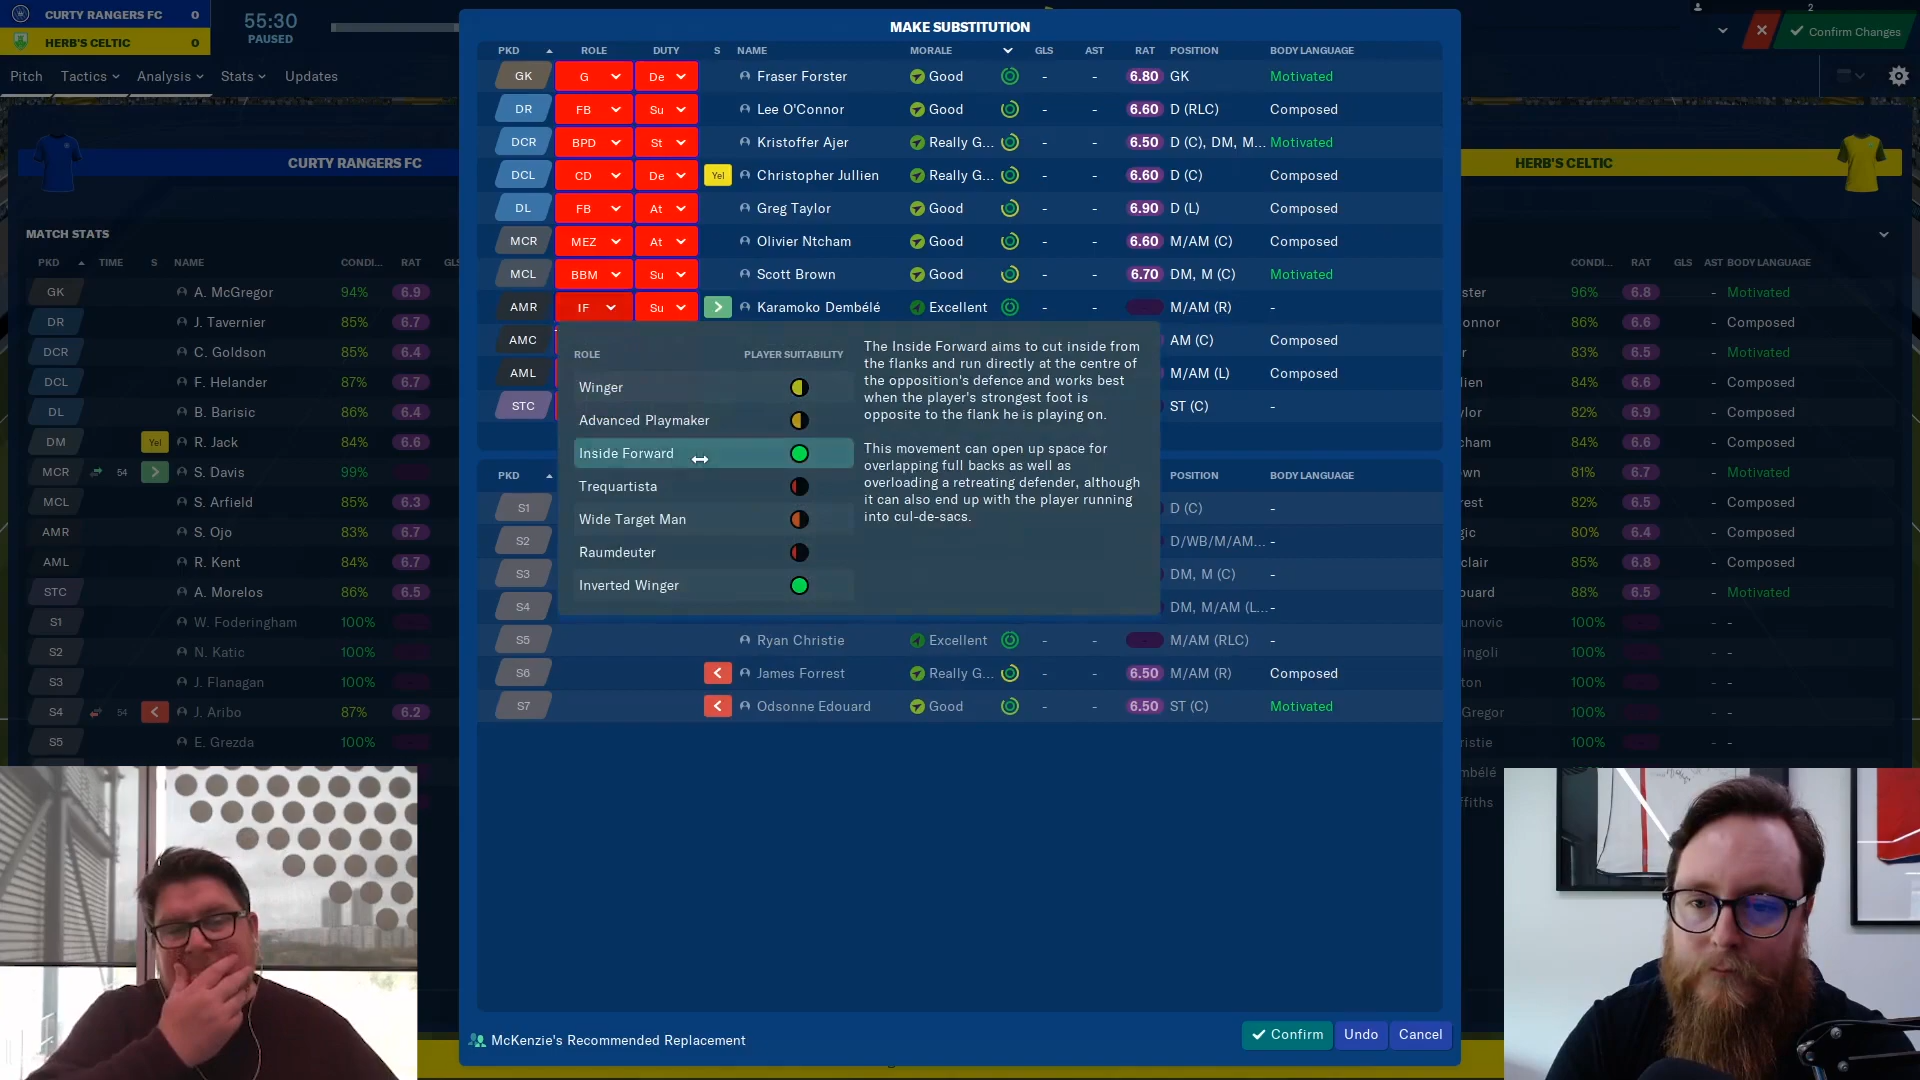 CURTY RANGERS FC 0
HERB'S CELTIC 0
55:30
PAUSED
2
Confirm Changes
Pitch Tactics Analysis Stats Updates
MAKE SUBSTITUTION
PKD ROLE DUTY S NAME MORALE GLS AST RAT POSITION BODY LANGUAGE
GK G De Fraser Forster Good - - 6.80 GK Motivated
DR FB Su Lee O'Connor Good - - 6.60 D (RLC) Composed
DCR BPD St Kristoffer Ajer Really G... - - 6.50 D (C), DM, M... Motivated
DCL CD De Yel Christopher Jullien Really G... - - 6.60 D (C) Composed
DL FB At Greg Taylor Good - - 6.90 D (L) Composed
MCR MEZ At Olivier Ntcham Good - - 6.60 M/AM (C) Composed
MCL BBM Su Scott Brown Good - - 6.70 DM, M (C) Motivated
AMR IF Su Karamoko Dembélé Excellent - - M/AM (R)
AMC AM (C) Composed
AML M/AM (L) Composed
STC ST (C) -
ROLE PLAYER SUITABILITY
Winger
Advanced Playmaker
Inside Forward
Trequartista
Wide Target Man
Raumdeuter
Inverted Winger
The Inside Forward aims to cut inside from
the flanks and run directly at the centre of
the opposition's defence and works best
when the player's strongest foot is
opposite to the flank he is playing on.
This movement can open up space for
overlapping full backs as well as
overloading a retreating defender, although
it can also end up with the player running
into cul-de-sacs.
PKD POSITION BODY LANGUAGE
S1 D (C) -
S2 D/WB/M/AM... -
S3 DM, M (C) -
S4 DM, M/AM (L... -
S5 Ryan Christie Excellent - - M/AM (RLC) -
S6 James Forrest Really G... - - 6.50 M/AM (R) Composed
S7 Odsonne Edouard Good - - 6.50 ST (C) Motivated
McKenzie's Recommended Replacement
Confirm Undo Cancel
CURTY RANGERS FC
MATCH STATS
PKD TIME S NAME CONDI... RAT GLS
GK A. McGregor 94% 6.9
DR J. Tavernier 85% 6.7
DCR C. Goldson 85% 6.4
DCL F. Helander 87% 6.7
DL B. Barisic 86% 6.4
DM Yel R. Jack 84% 6.6
MCR 54 S. Davis 99%
MCL S. Arfield 85% 6.3
AMR S. Ojo 83% 6.7
AML R. Kent 84% 6.7
STC A. Morelos 86% 6.5
S1 W. Foderingham 100%
S2 N. Katic 100%
S3 J. Flanagan 100%
S4 54 J. Aribo 87% 6.2
S5 E. Grezda 100%
HERB'S CELTIC
CONDI... RAT GLS AST BODY LANGUAGE
ster 96% 6.8 - Motivated
onnor 86% 6.6 - Composed
r 83% 6.5 - Motivated
lien 84% 6.6 - Composed
ylor 82% 6.9 - Composed
cham 84% 6.6 - Composed
wn 81% 6.7 - Motivated
rest 82% 6.5 - Composed
gic 80% 6.4 - Composed
clair 85% 6.8 - Composed
ouard 88% 6.5 - Motivated
unovic 100% - -
ingoli 100% - -
ton 100% - -
Gregor 100% - -
istie 100% - -
mbélé
ffiths